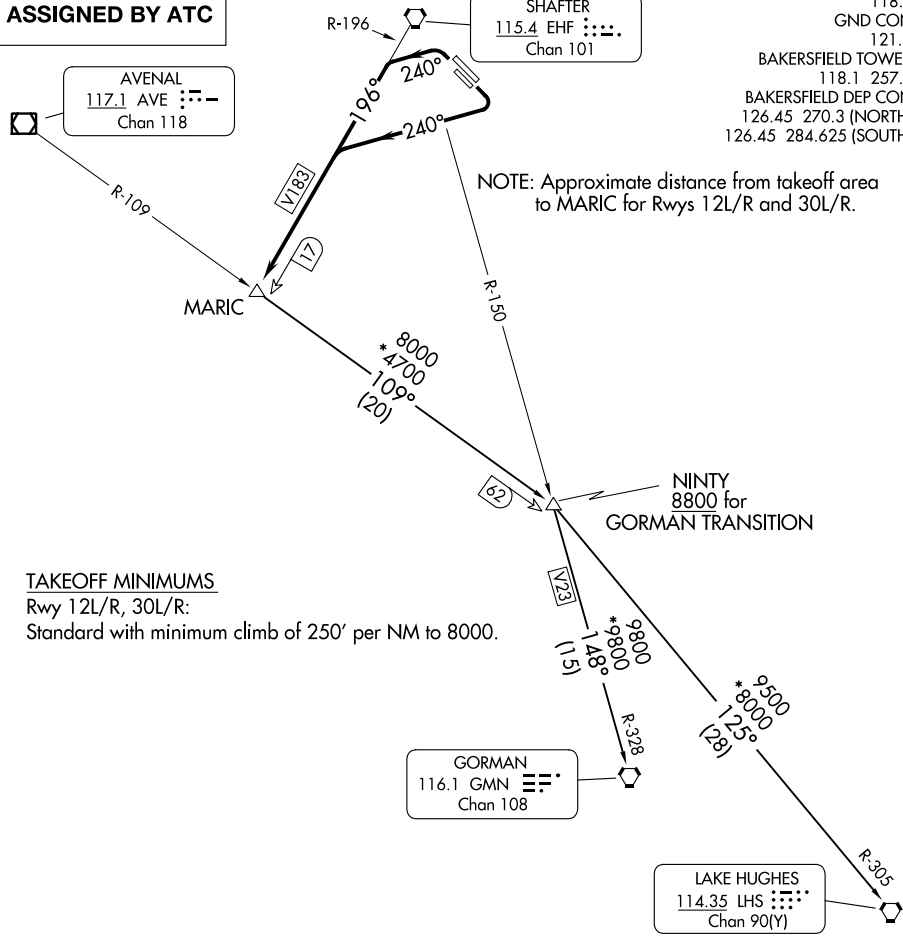 ASSIGNED BY ATC
SHAFTER
115.4 EHF
Chan 101
118.
GND CON
121.
BAKERSFIELD TOWE
118.1 257.
BAKERSFIELD DEP CON
126.45 270.3 (NORTH
126.45 284.625 (SOUTH
R-196
AVENAL
117.1 AVE
Chan 118
240°
196°
240°
R-109
V183
NOTE: Approximate distance from takeoff area
to MARIC for Rwys 12L/R and 30L/R.
17
R-150
MARIC
8000
*4700
109°
(20)
62
NINTY
8800 for
GORMAN TRANSITION
TAKEOFF MINIMUMS
Rwy 12L/R, 30L/R:
Standard with minimum climb of 250' per NM to 8000.
V23
9800
*9800
148°
(15)
9500
*8000
125°
(28)
R-328
GORMAN
116.1 GMN
Chan 108
R-305
LAKE HUGHES
114.35 LHS
Chan 90(Y)